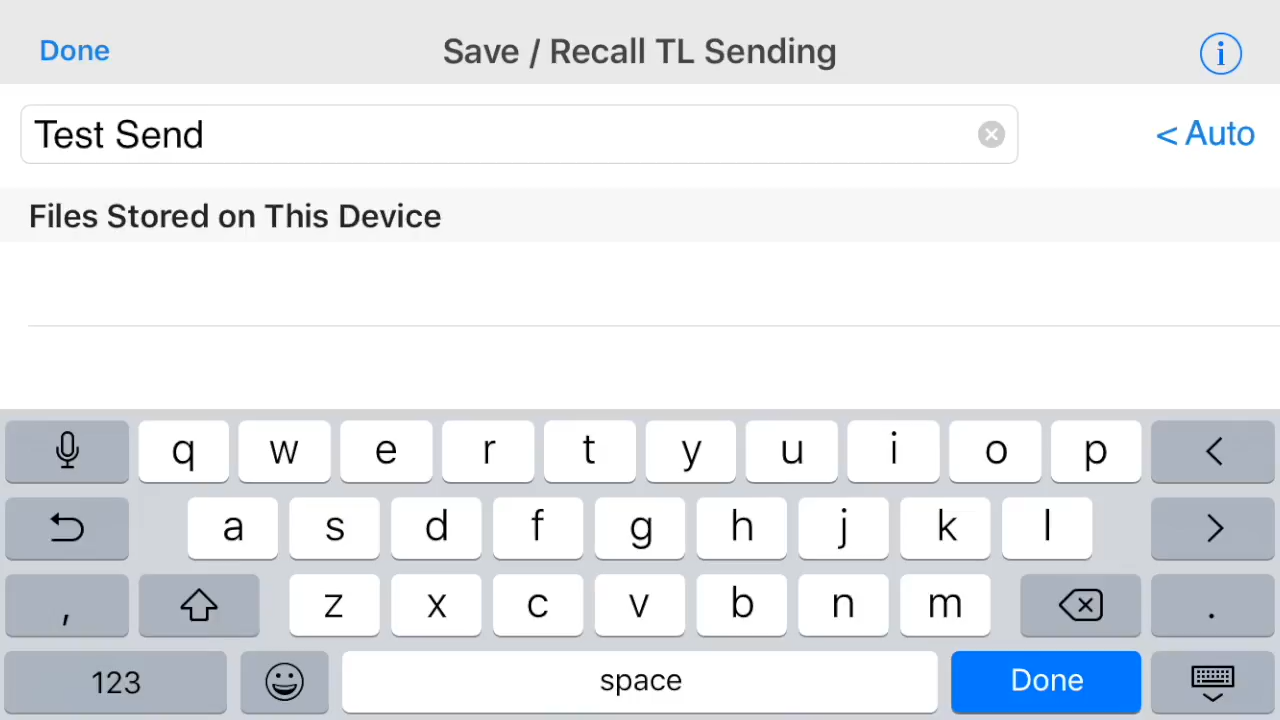 Done Save / Recall TL Sending i
Test Send < Auto
Files Stored on This Device
q w e r t y u i o p
a s d f g h j k l
, z x c v b n m .
123 space Done